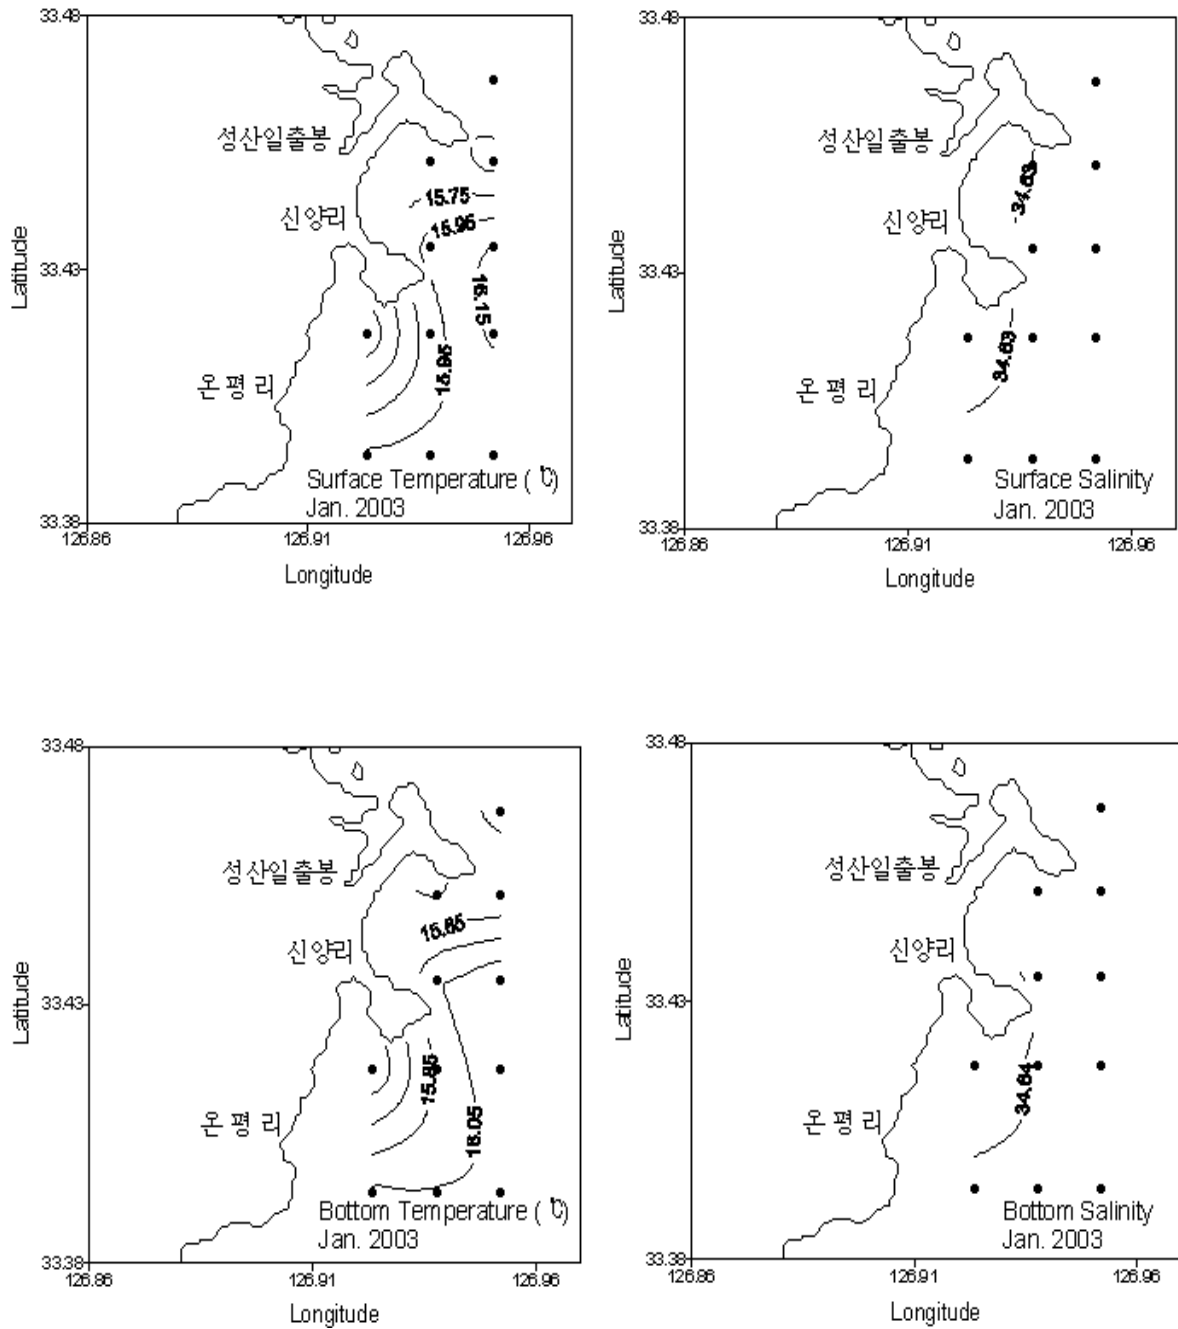 33.48
성산일출봉
15.75
15.95
신양리
Latitude
33.43
16.15
15.95
온평리
Surface Temperature (℃)
Jan. 2003
33.38
126.86
126.91
126.96
Longitude
33.48
성산일출봉
34.63
신양리
Latitude
33.43
34.63
온평리
Surface Salinity
Jan. 2003
33.38
126.86
126.91
126.96
Longitude
33.48
성산일출봉
15.65
신양리
Latitude
33.43
15.85
16.05
온평리
Bottom Temperature (℃)
Jan. 2003
33.38
126.86
126.91
126.96
Longitude
33.48
성산일출봉
신양리
Latitude
33.43
34.64
온평리
Bottom Salinity
Jan. 2003
33.38
126.86
126.91
126.96
Longitude